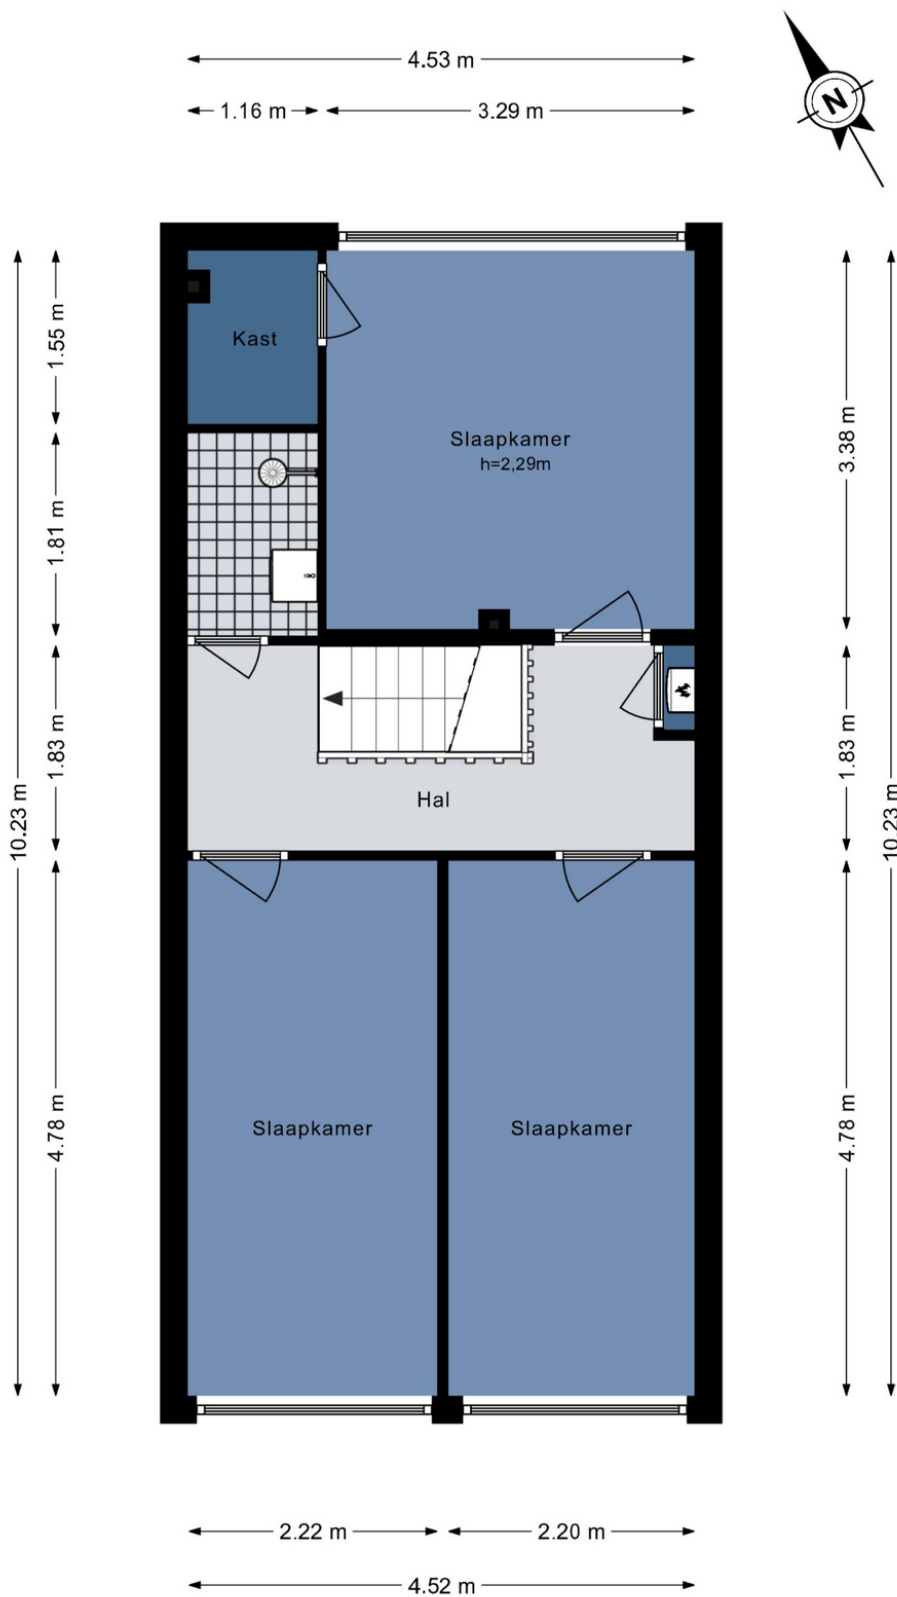 4.53 m
1.16 m
3.29 m
N
1.55 m
Kast
Slaapkamer
h=2,29m
3.38 m
1.81 m
1.83 m
10.23 m
Hal
1.83 m
10.23 m
4.78 m
Slaapkamer
Slaapkamer
4.78 m
2.22 m
2.20 m
4.52 m